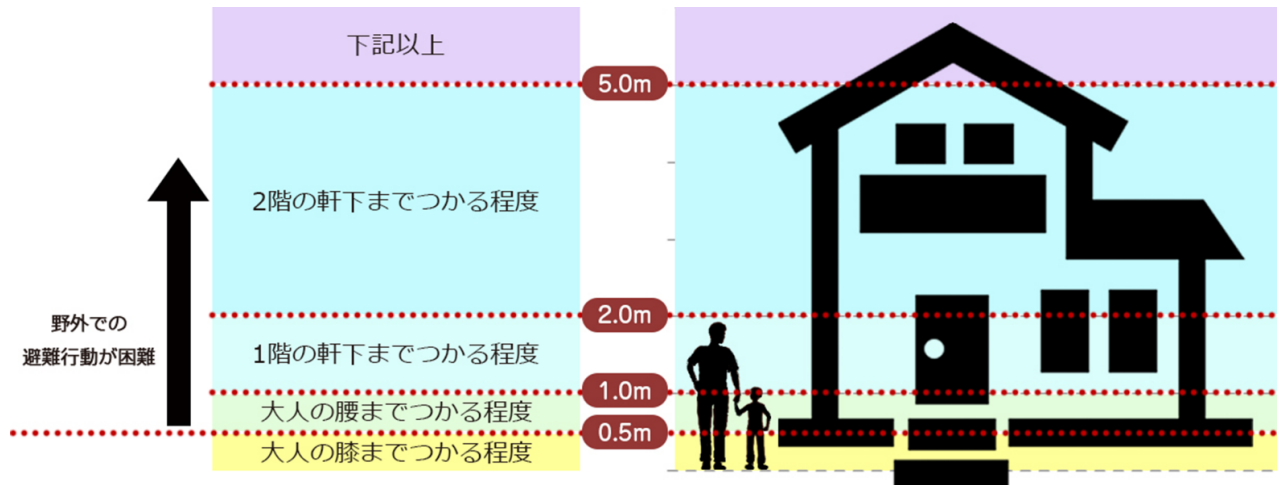 下記以上
5.0m
2階の軒下までつかる程度
2.0m
野外での
避難行動が困難
1階の軒下までつかる程度
1.0m
大人の腰までつかる程度
0.5m
大人の膝までつかる程度